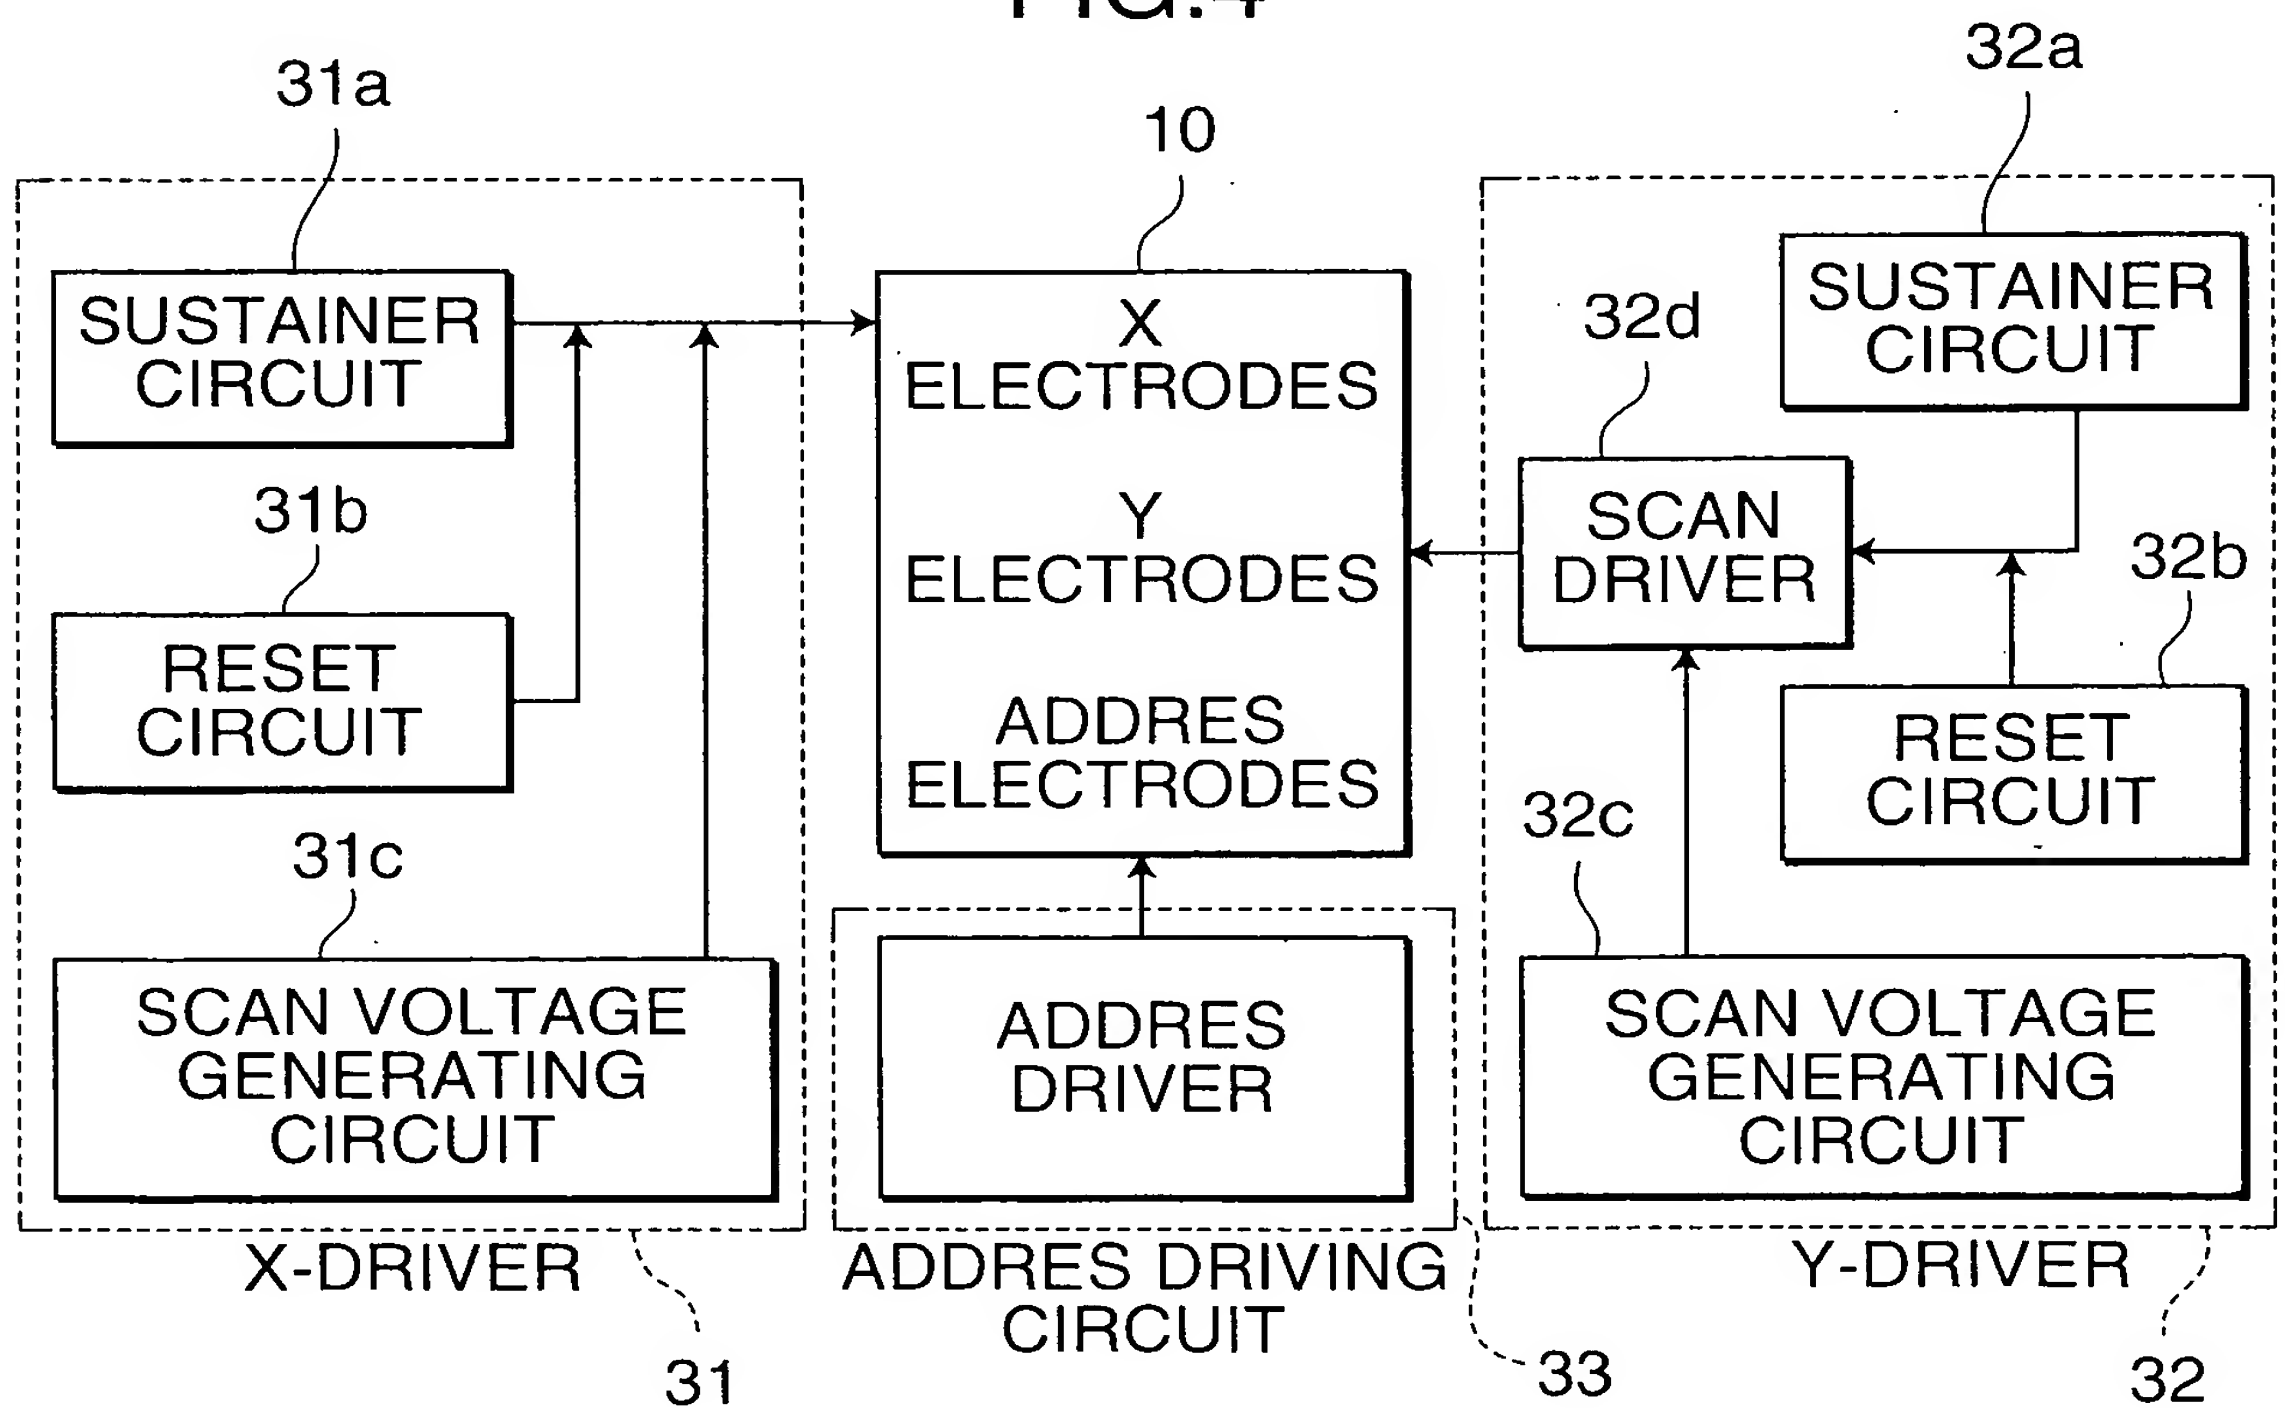 FIG.4
31a
32a
10
SUSTAINER
CIRCUIT
X
ELECTRODES
32d
SUSTAINER
CIRCUIT
31b
Y
ELECTRODES
SCAN
DRIVER
32b
RESET
CIRCUIT
ADDRES
ELECTRODES
RESET
CIRCUIT
31c
32c
SCAN VOLTAGE
GENERATING
CIRCUIT
ADDRES
DRIVER
SCAN VOLTAGE
GENERATING
CIRCUIT
X-DRIVER
ADDRES DRIVING
CIRCUIT
Y-DRIVER
31
33
32